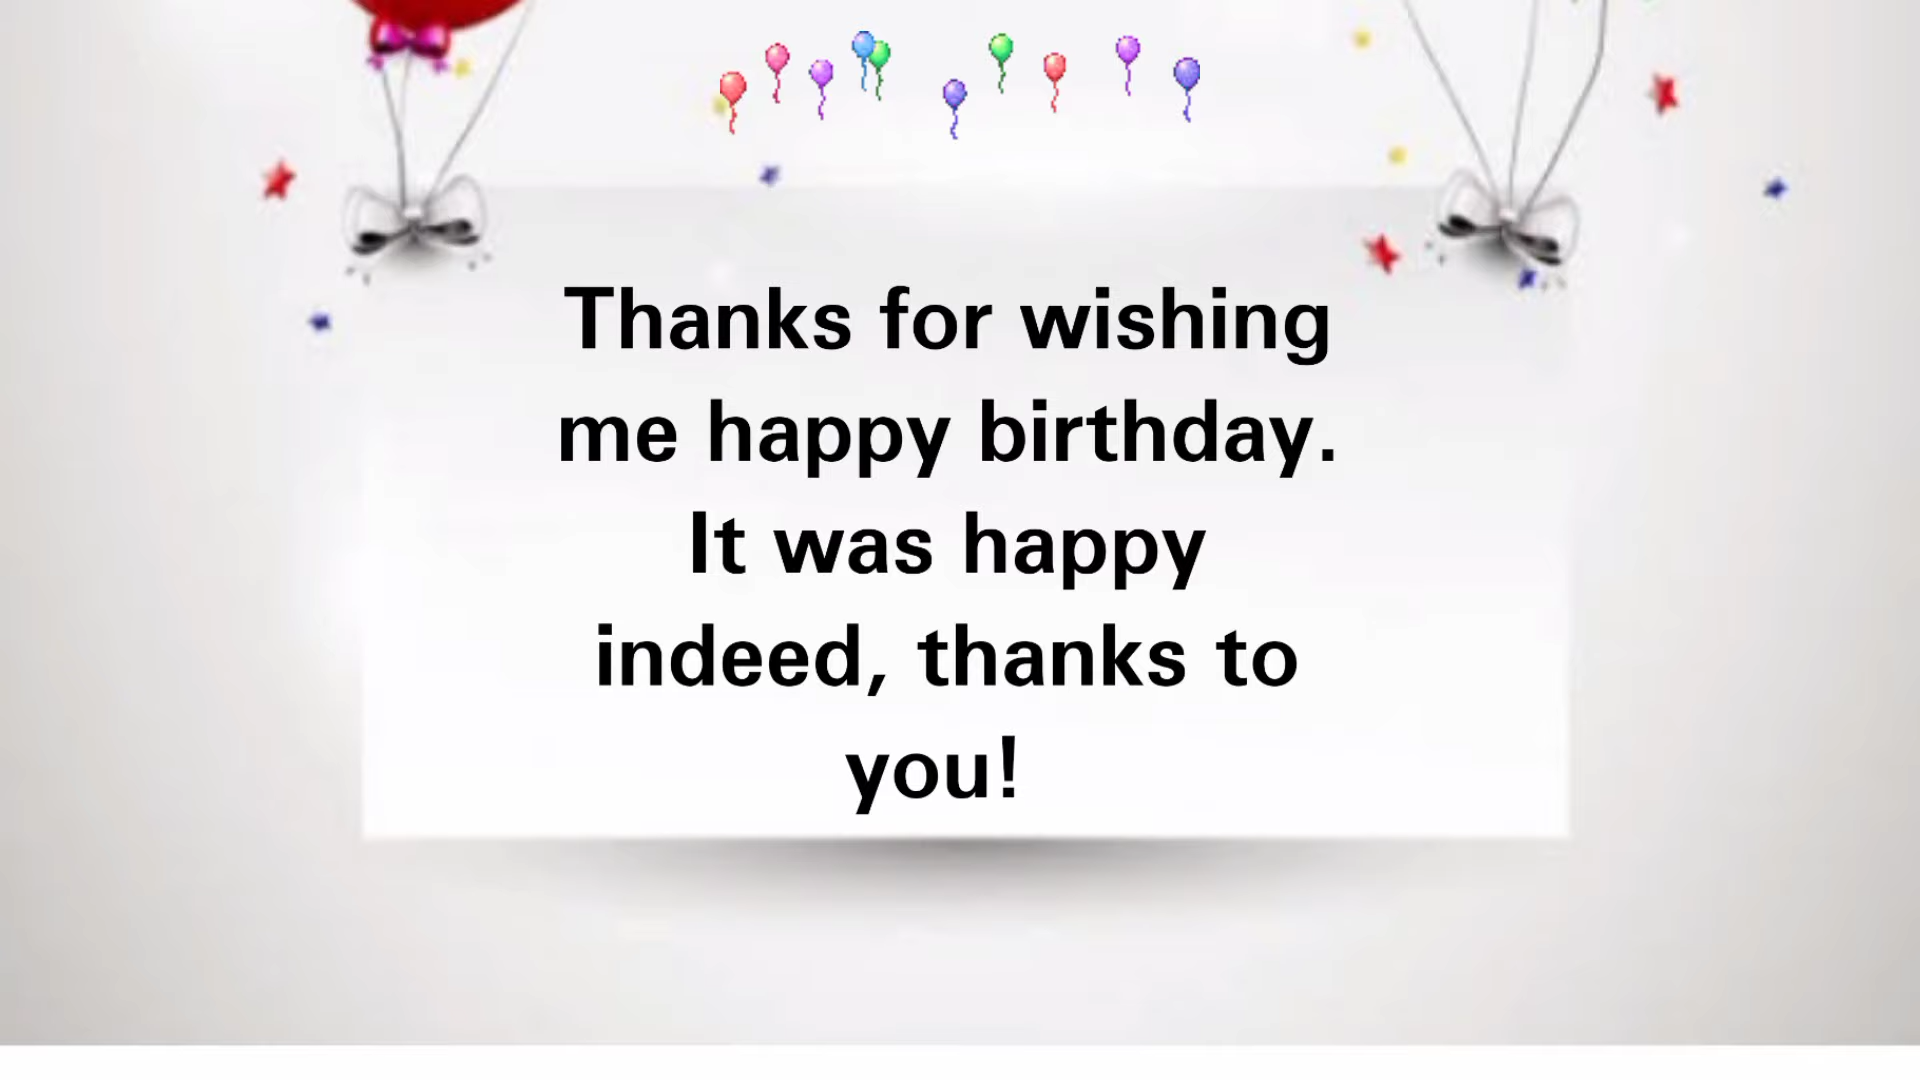 Thanks for wishing
me happy birthday.
It was happy
indeed, thanks to
you!